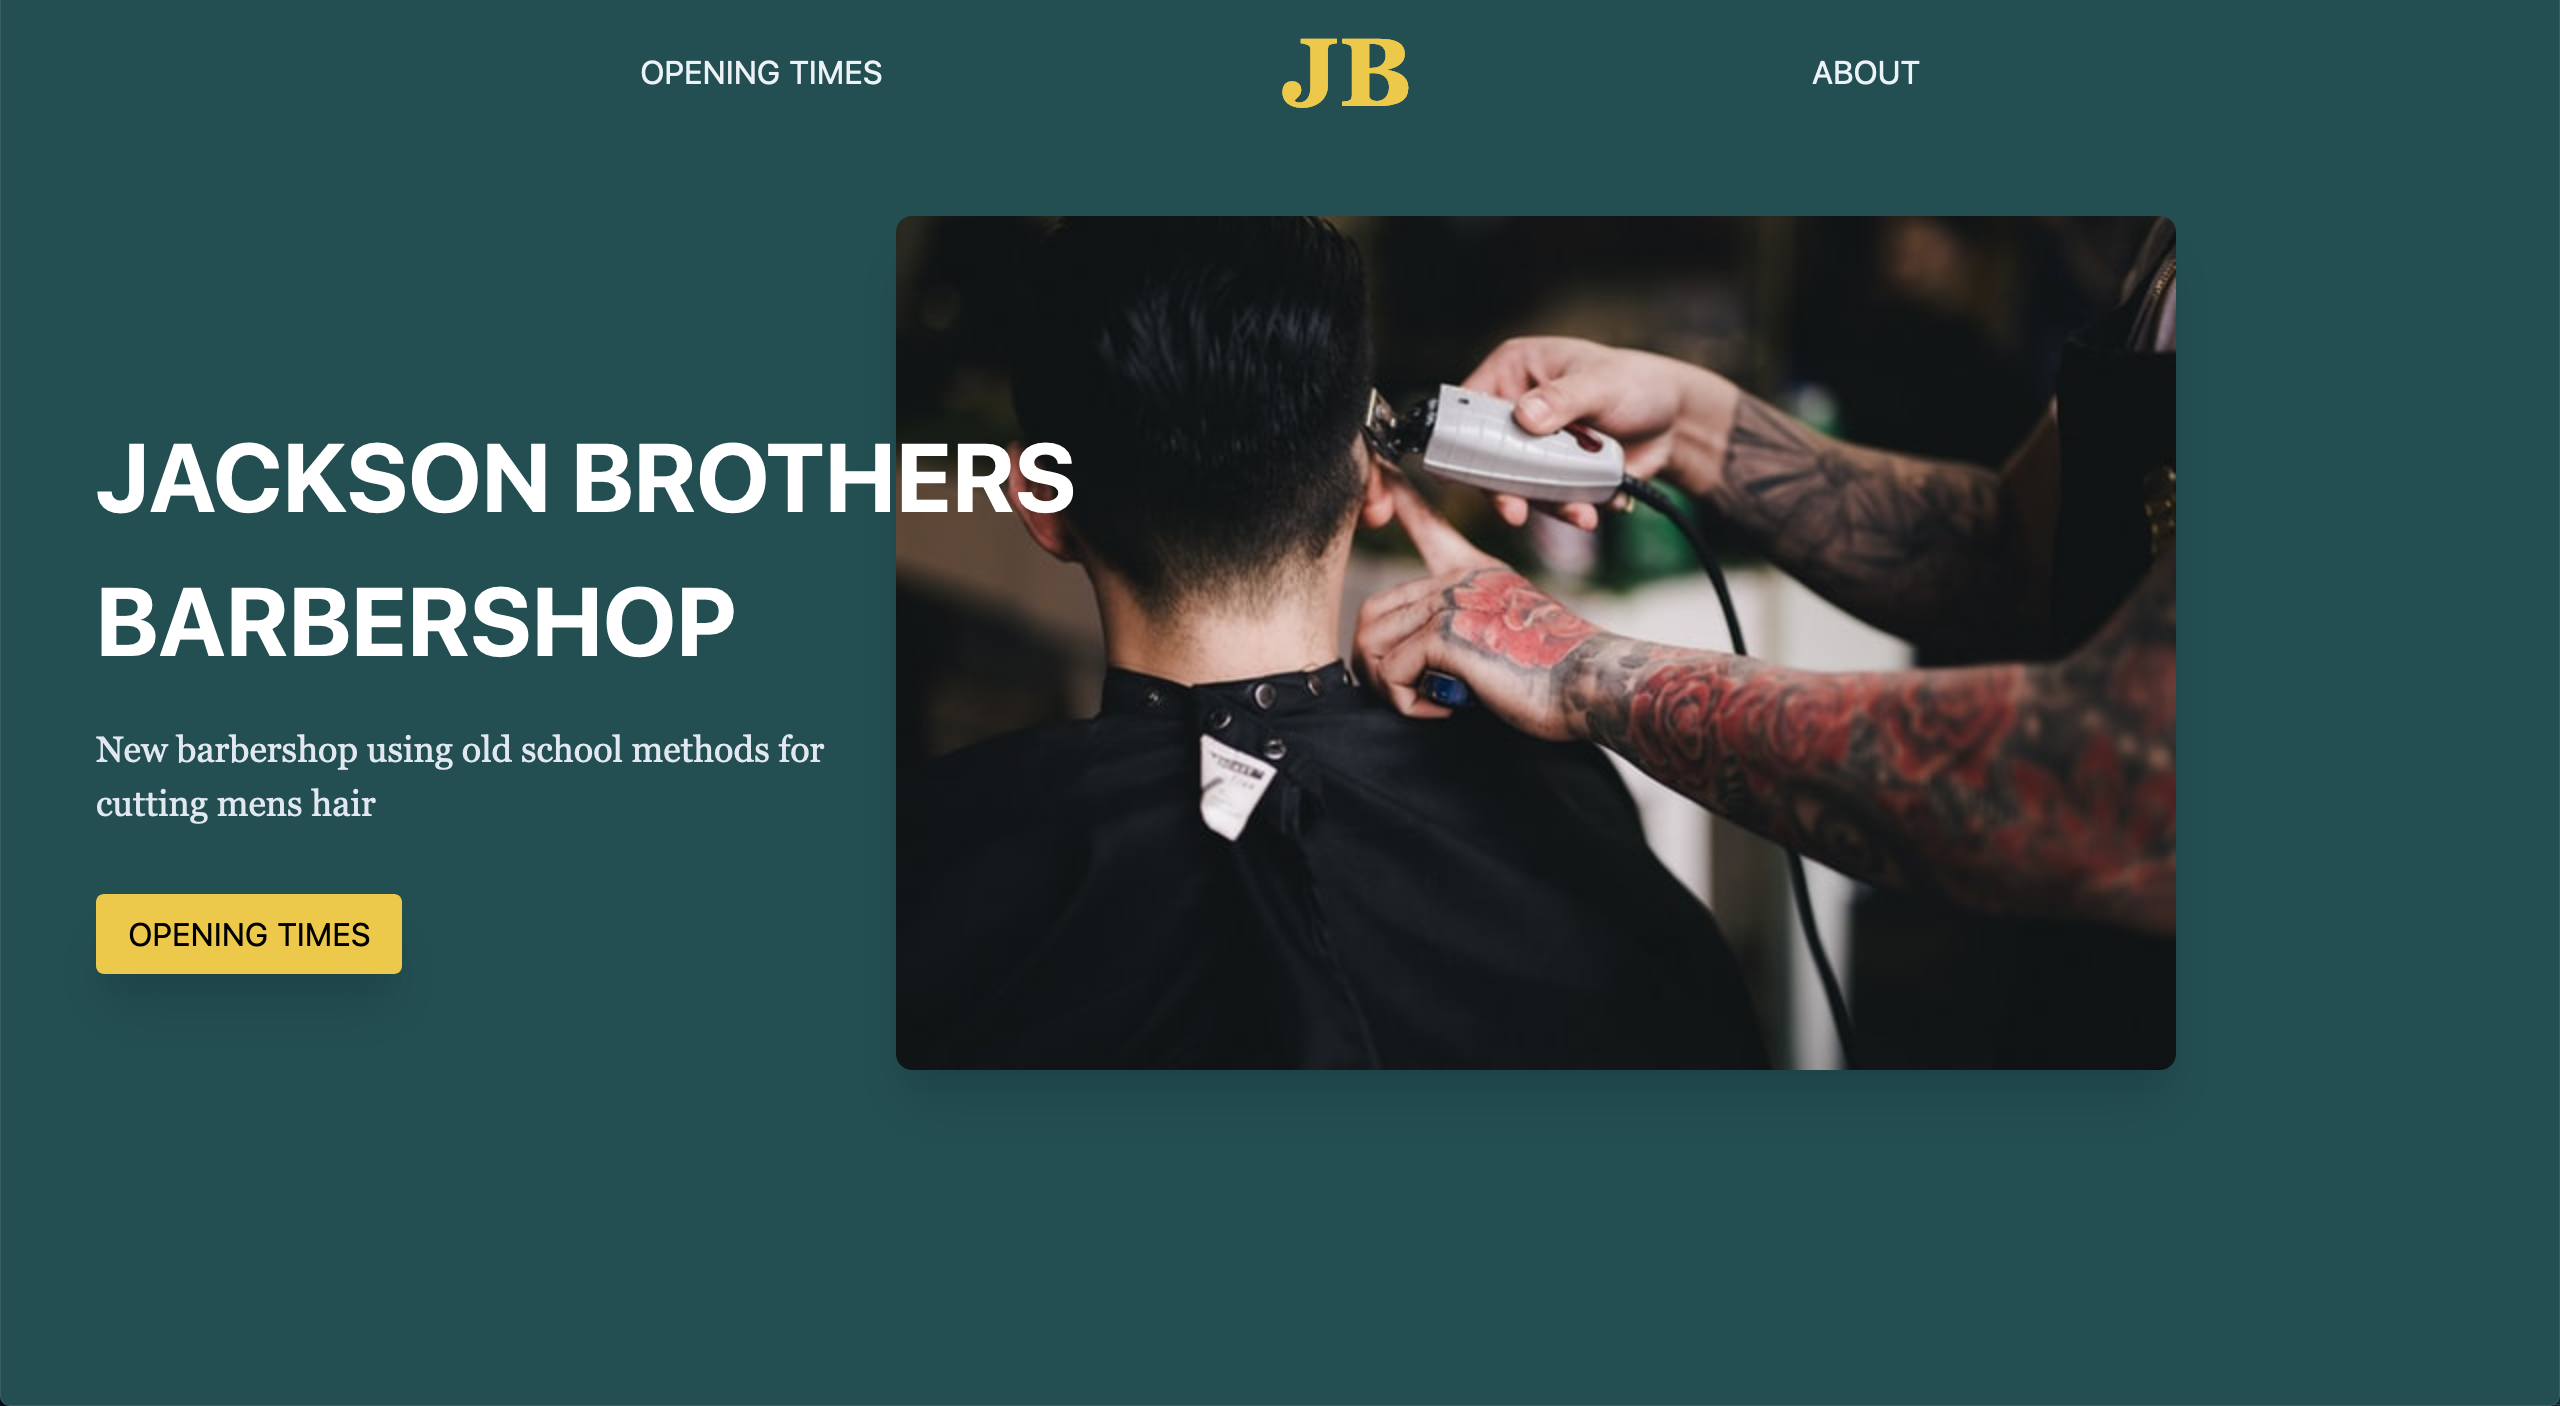 OPENING TIMES
JB
ABOUT
JACKSON BROTHERS
BARBERSHOP
New barbershop using old school methods for
cutting mens hair
OPENING TIMES